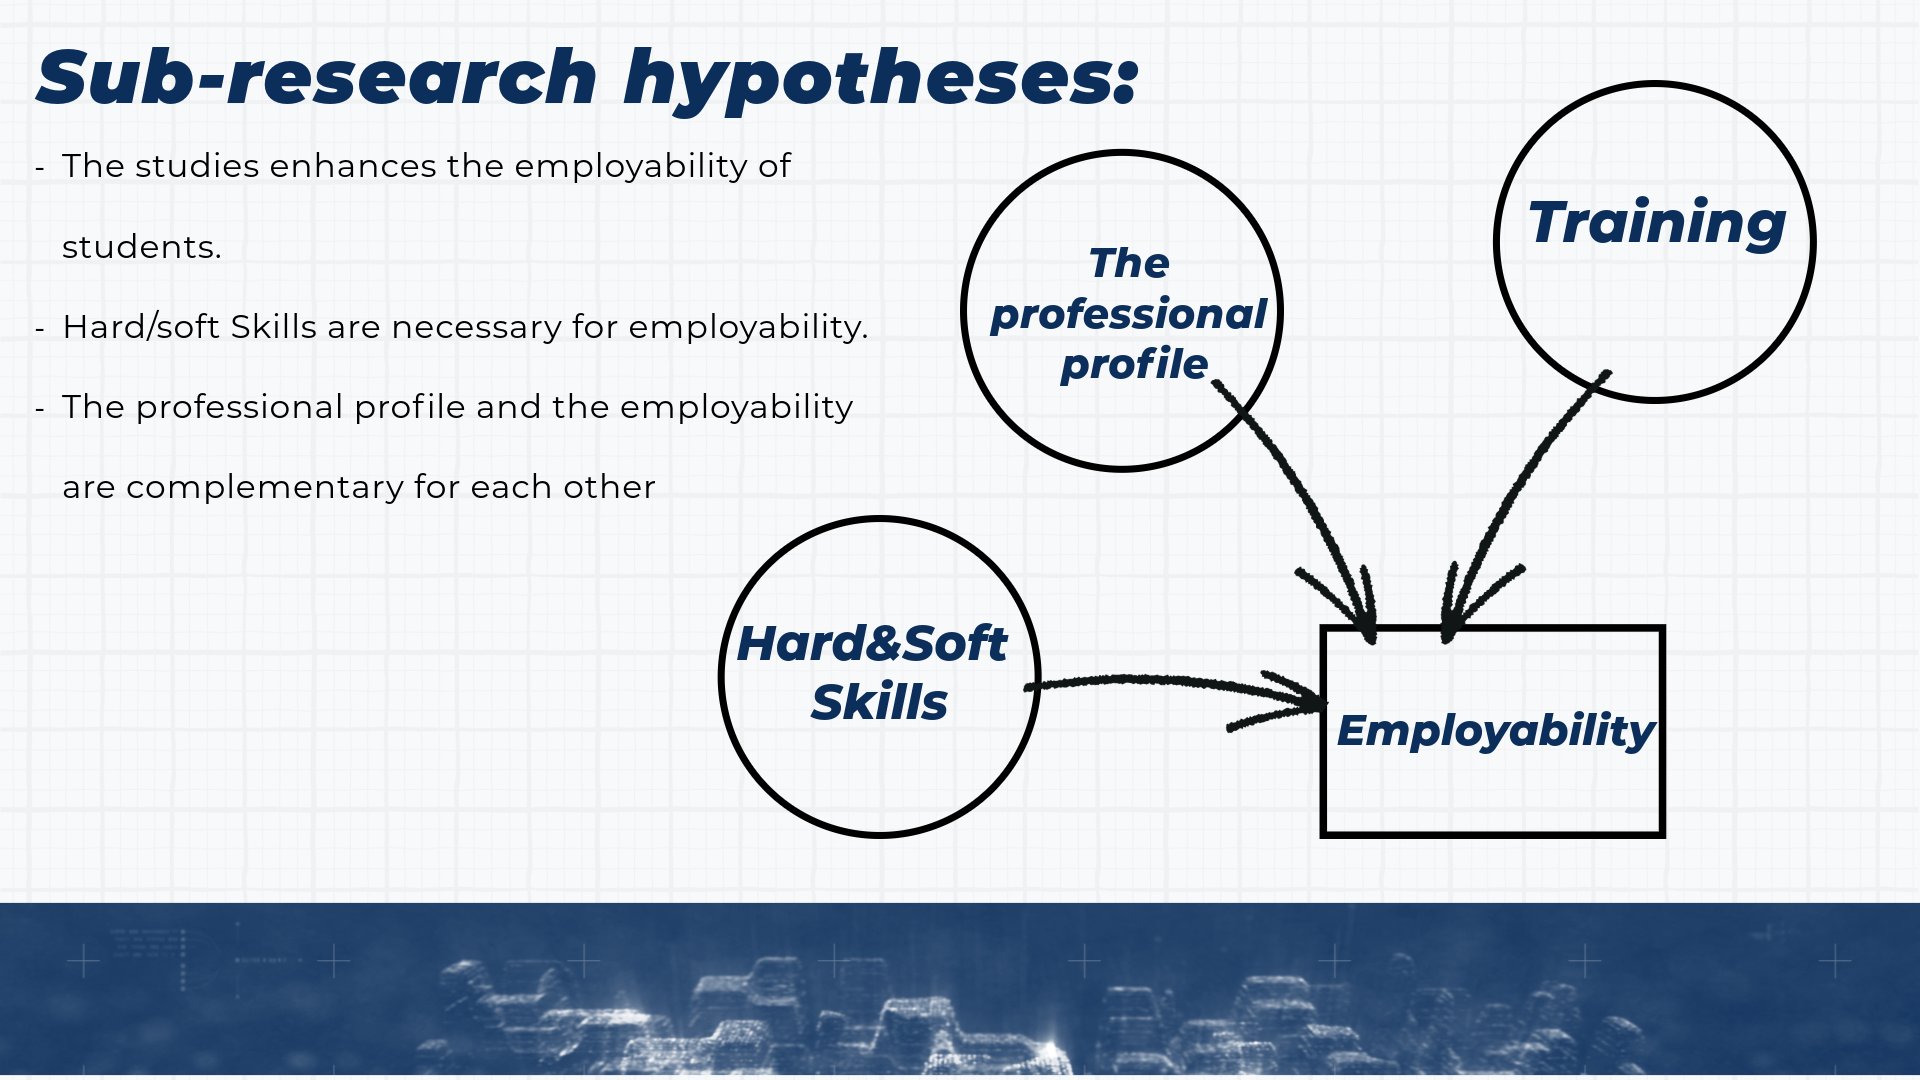 Sub-research hypotheses:
- The studies enhances the employability of
students.
- Hard/soft Skills are necessary for employability.
- The professional profile and the employability
are complementary for each other
The
professional
profile
Training
Hard&Soft
Skills
Employability